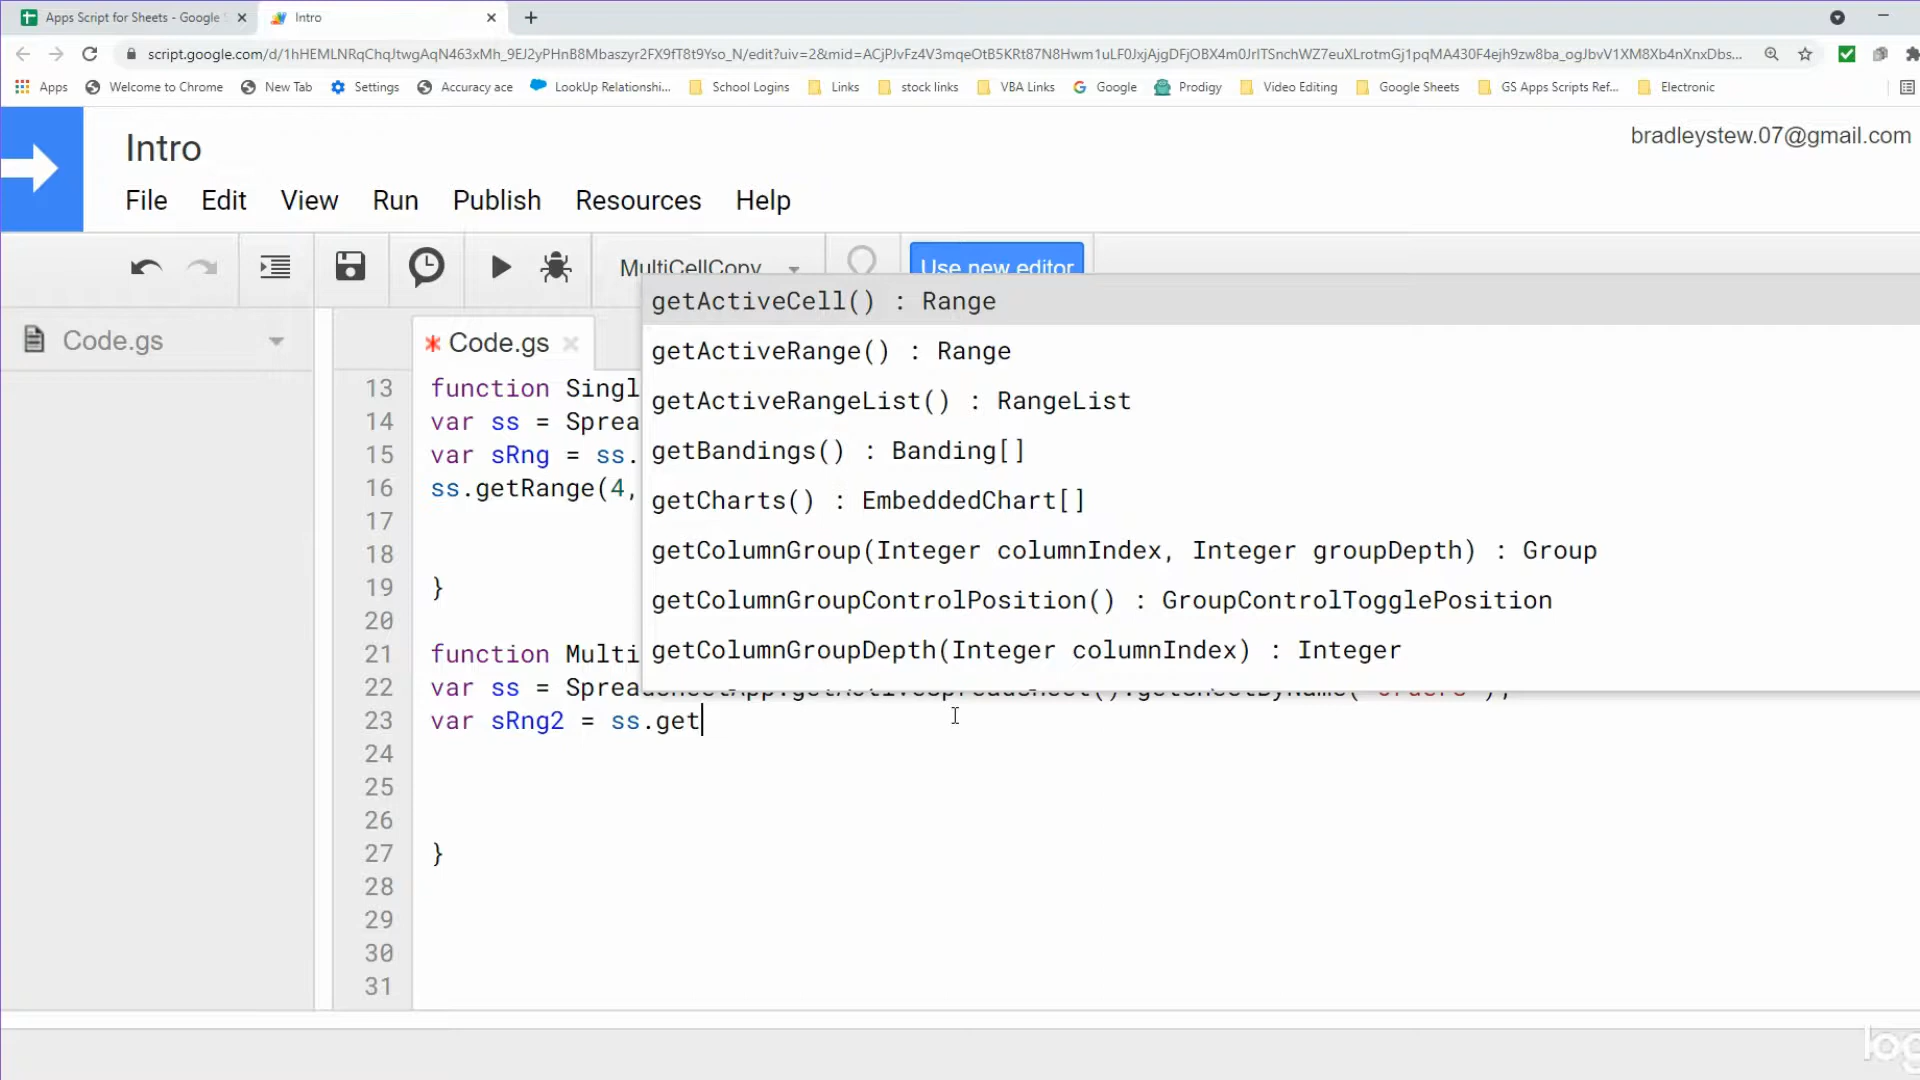 Apps Script for Sheets - Google
Intro
script.google.com/d/1hHEMLNRqChqJtwgAqN463xMh_9EJ2yPHnB8Mbaszyr2FX9fT8t9Yso_N/edit?uiv=2&mid=ACjPJvFz4V3mqeOtB5KRt87N8Hwm1uLF0JxjAjgDFjOBX4m0JrITSnchWZ7euXLrotmGj1pqMA430F4ejh9zw8ba_ogJbvV1XM8Xb4nXnxDbs...
Apps Welcome to Chrome New Tab Settings Accuracy ace LookUp Relationshi... School Logins Links stock links VBA Links Google Prodigy Video Editing Google Sheets GS Apps Scripts Ref... Electronic
Intro
bradleystew.07@gmail.com
File Edit View Run Publish Resources Help
MultiCellCopy
Use new editor
Code.gs
* Code.gs
getActiveCell() : Range
getActiveRange() : Range
getActiveRangeList() : RangeList
getBandings() : Banding[]
getCharts() : EmbeddedChart[]
getColumnGroup(Integer columnIndex, Integer groupDepth) : Group
getColumnGroupControlPosition() : GroupControlTogglePosition
getColumnGroupDepth(Integer columnIndex) : Integer
13 function Singl
14 var ss = Sprea
15 var sRng = ss.
16 ss.getRange(4,
17
18
19 }
20
21 function Multi
22 var ss = SpreadsheetApp.getActiveSpreadsheet().getSheetByName("Orders");
23 var sRng2 = ss.get
24
25
26
27 }
28
29
30
31